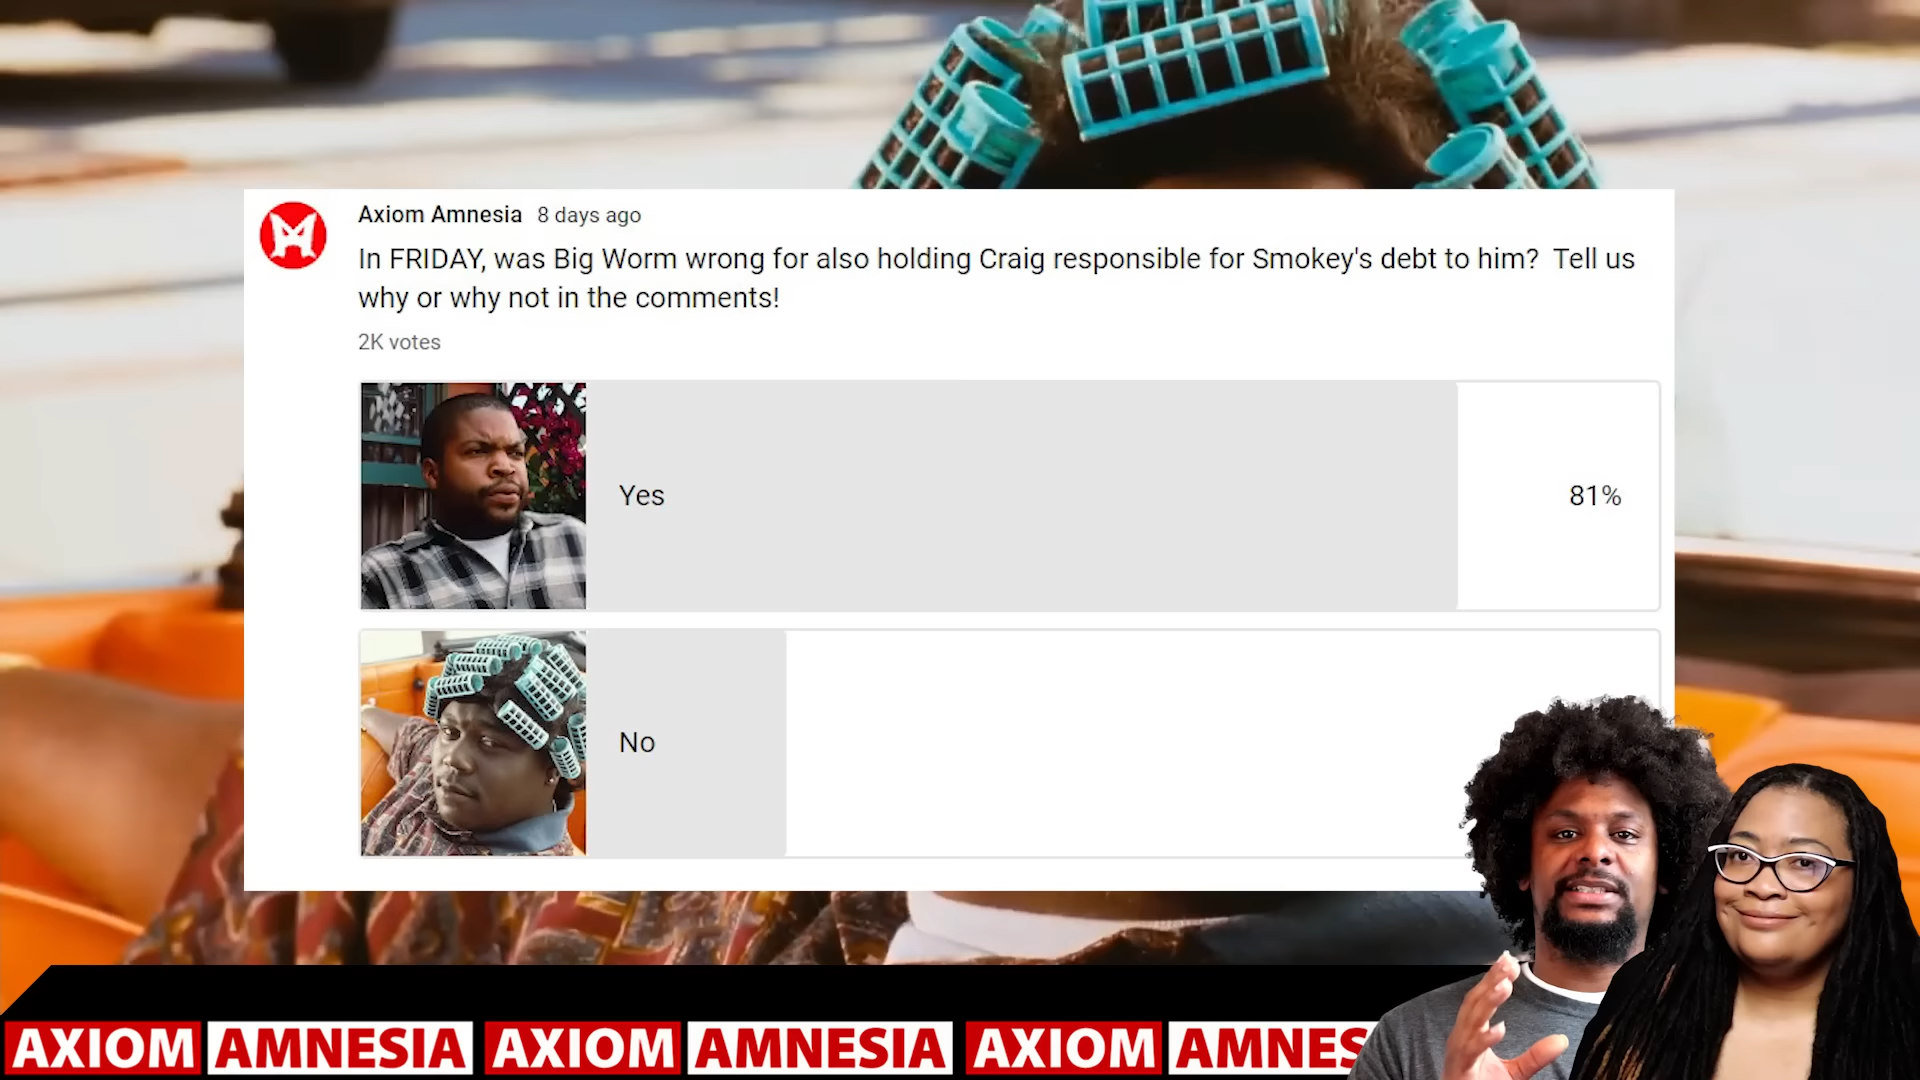 Axiom Amnesia 8 days ago
In FRIDAY, was Big Worm wrong for also holding Craig responsible for Smokey's debt to him? Tell us
why or why not in the comments!
2K votes
Yes 81%
No
AXIOM AMNESIA AXIOM AMNESIA AXIOM AMNES